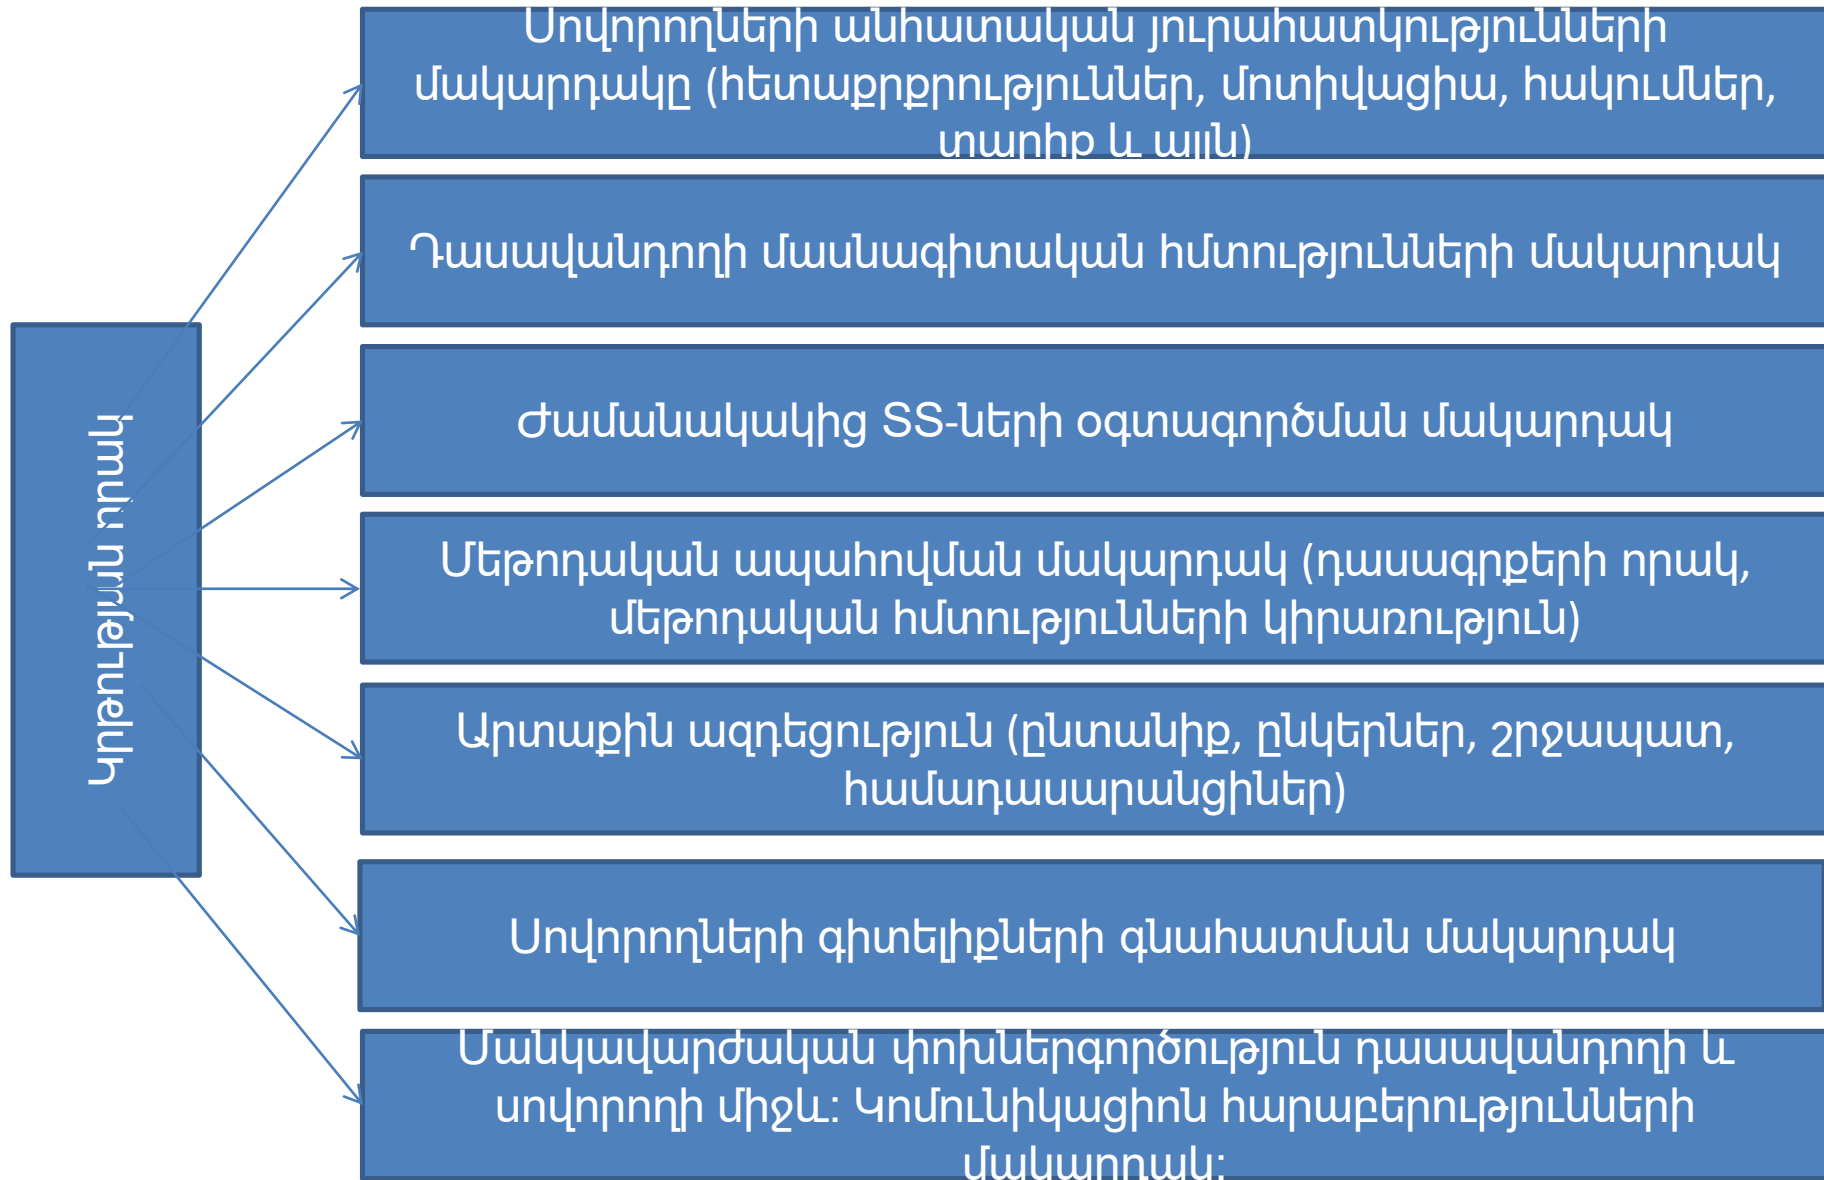 Կրթության որակ
Սովորողների անհատական յուրահատկությունների
մակարդակը (հետաքրքրություններ, մոտիվացիա, հակումներ,
տարիք և այլն)
Դասավանդողի մասնագիտական հմտությունների մակարդակ
Ժամանակակից ՏՏ-ների օգտագործման մակարդակ
Մեթոդական ապահովման մակարդակ (դասագրքերի որակ,
մեթոդական հմտությունների կիրառություն)
Արտաքին ազդեցություն (ընտանիք, ընկերներ, շրջապատ,
համադասարանցիներ)
Սովորողների գիտելիքների գնահատման մակարդակ
Մանկավարժական փոխներգործություն դասավանդողի և
սովորողի միջև: Կոմունիկացիոն հարաբերությունների
մակարդակ: